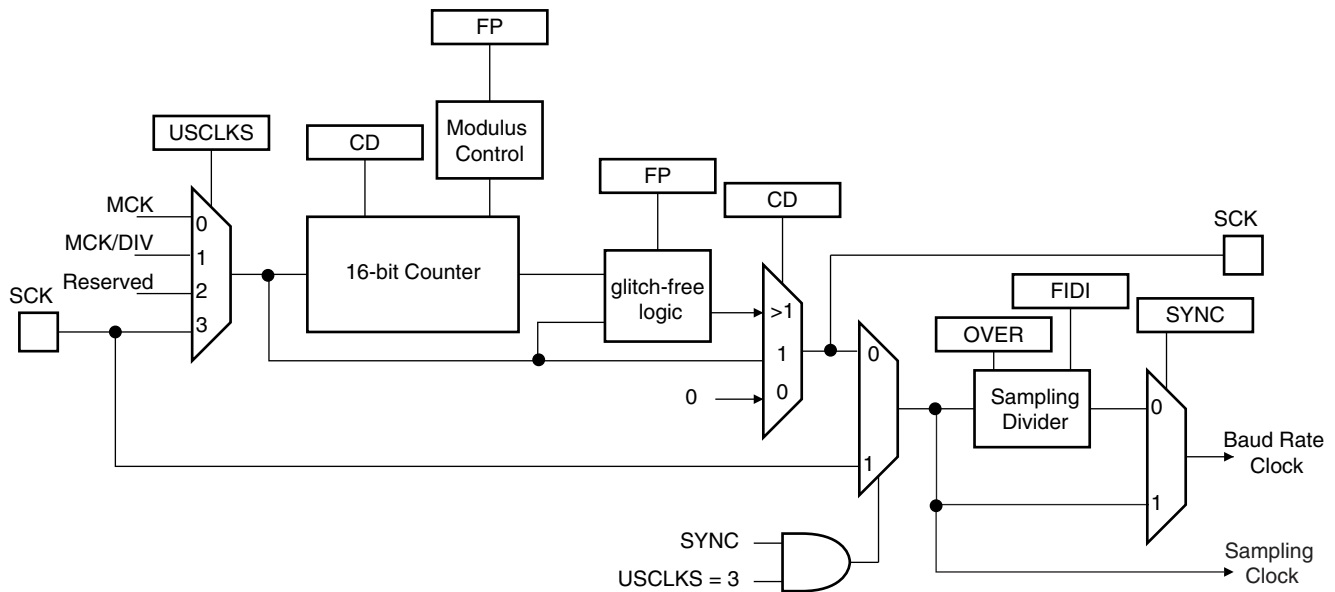 FP
USCLKS
CD
Modulus
Control
FP
CD
MCK
MCK/DIV
Reserved
SCK
0
1
2
3
16-bit Counter
glitch-free
logic
>1
1
0
0
SCK
FIDI
OVER
SYNC
0
1
Sampling
Divider
0
1
Baud Rate
Clock
SYNC
USCLKS = 3
Sampling
Clock